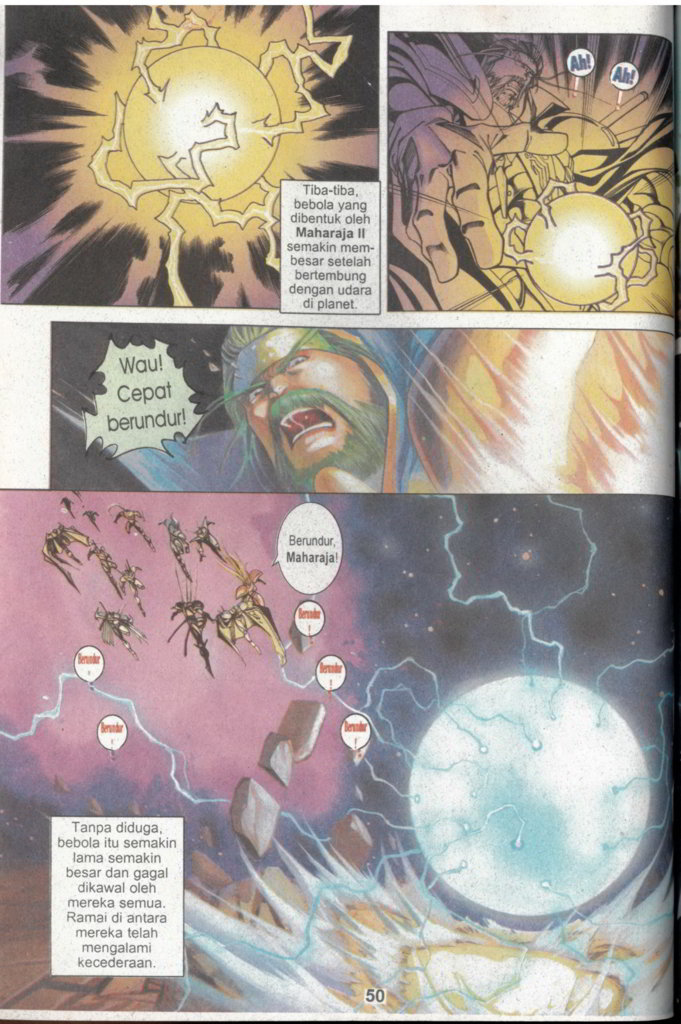 Ah!
Ah!
Tiba-tiba,
bebola yang
dibentuk oleh
Maharaja II
semakin mem-
besar setelah
bertembung
dengan udara
di planet.
Wau!
Cepat
berundur!
Berundur,
Maharaja!
Berundur
!
Berundur
!
Berundur
!
Berundur
!
Berundur
!
Tanpa diduga,
bebola itu semakin
lama semakin
besar dan gagal
dikawal oleh
mereka semua.
Ramai di antara
mereka telah
mengalami
kecederaan.
50